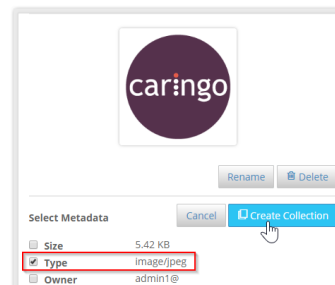 caringo
Rename Delete
Select Metadata Cancel Create Collection
Size 5.42 KB
Type image/jpeg
Owner admin1@